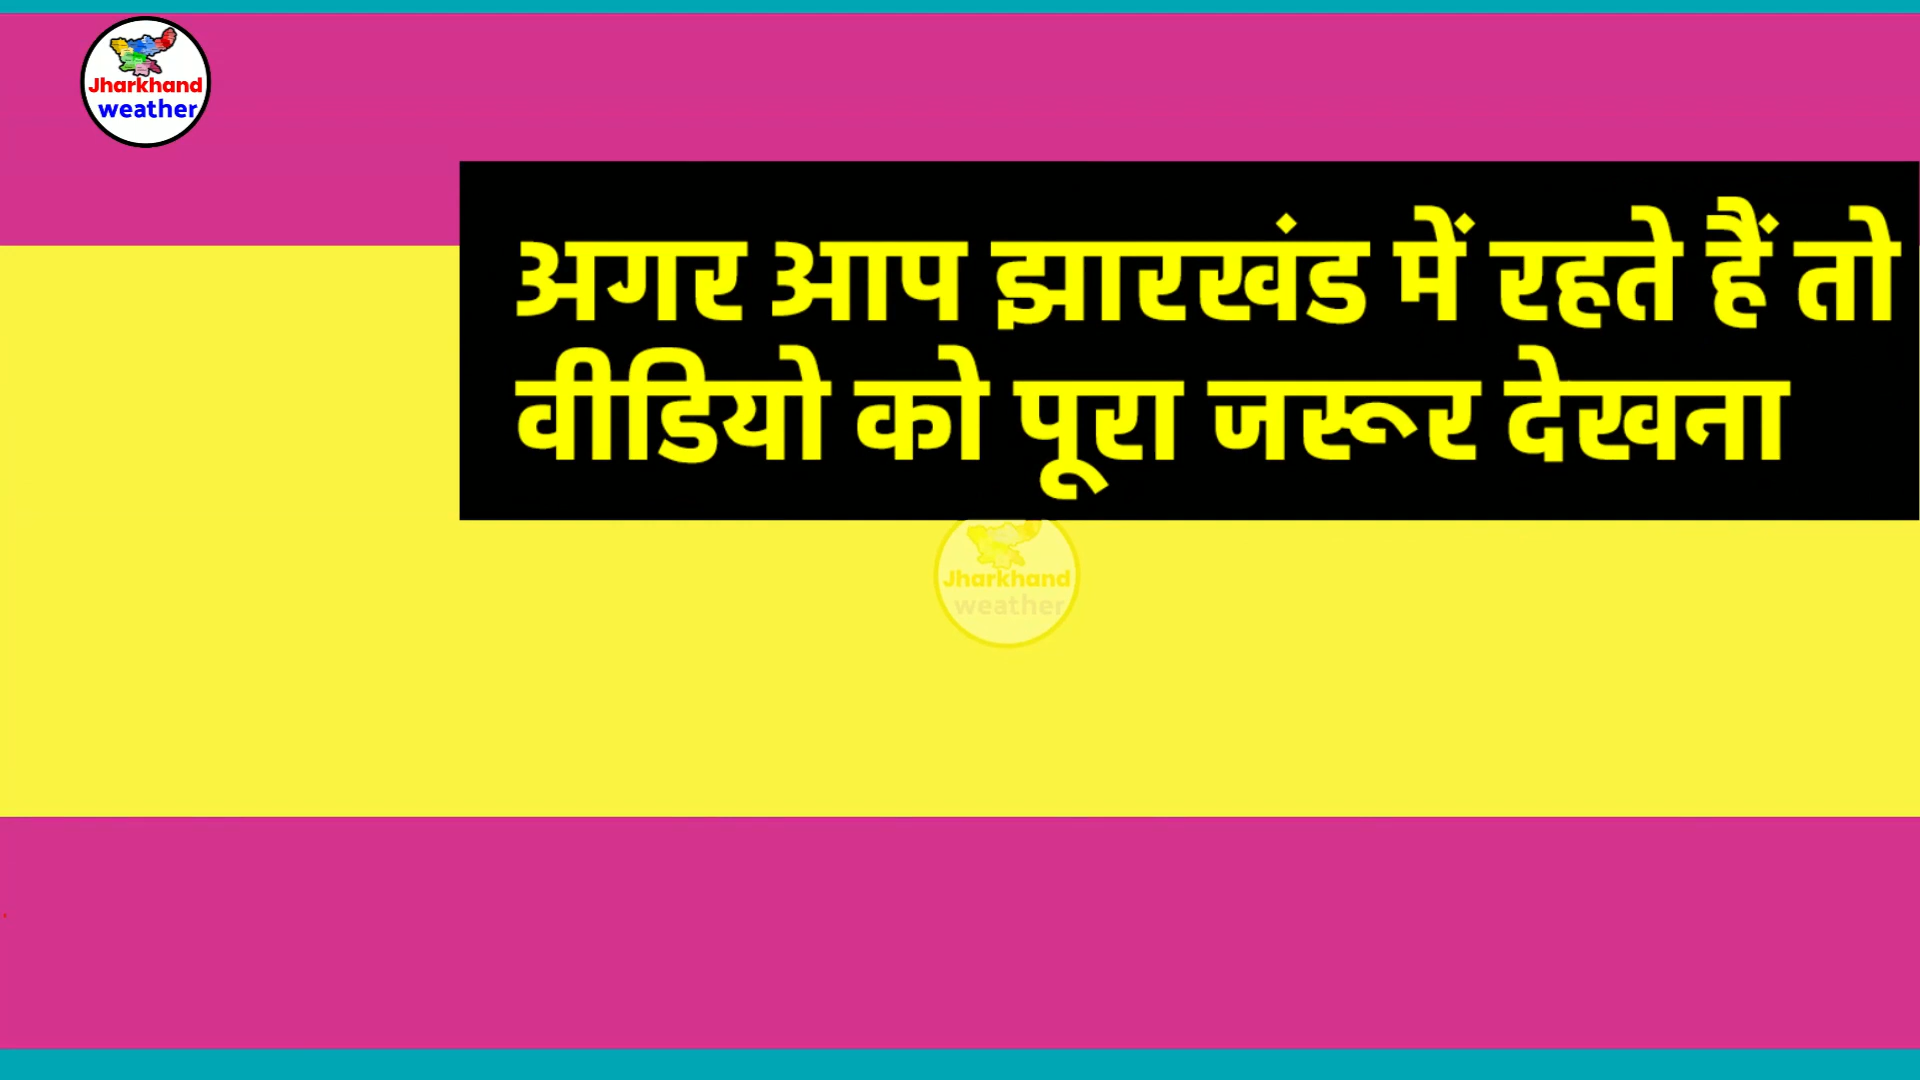 Jharkhand
weather
अगर आप झारखंड में रहते हैं तो
वीडियो को पूरा जरूर देखना
Jharkhand
weather